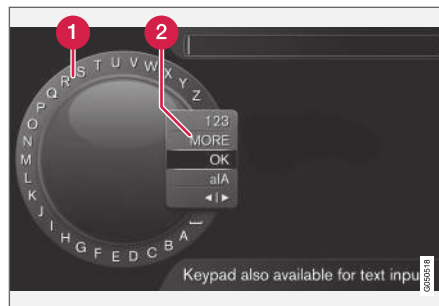 1
2
A B C D E F G H I J K L M N O P Q R S T U V W X Y Z
123
MORE
OK
a|A
◄|►
Keypad also available for text inpu
G050518